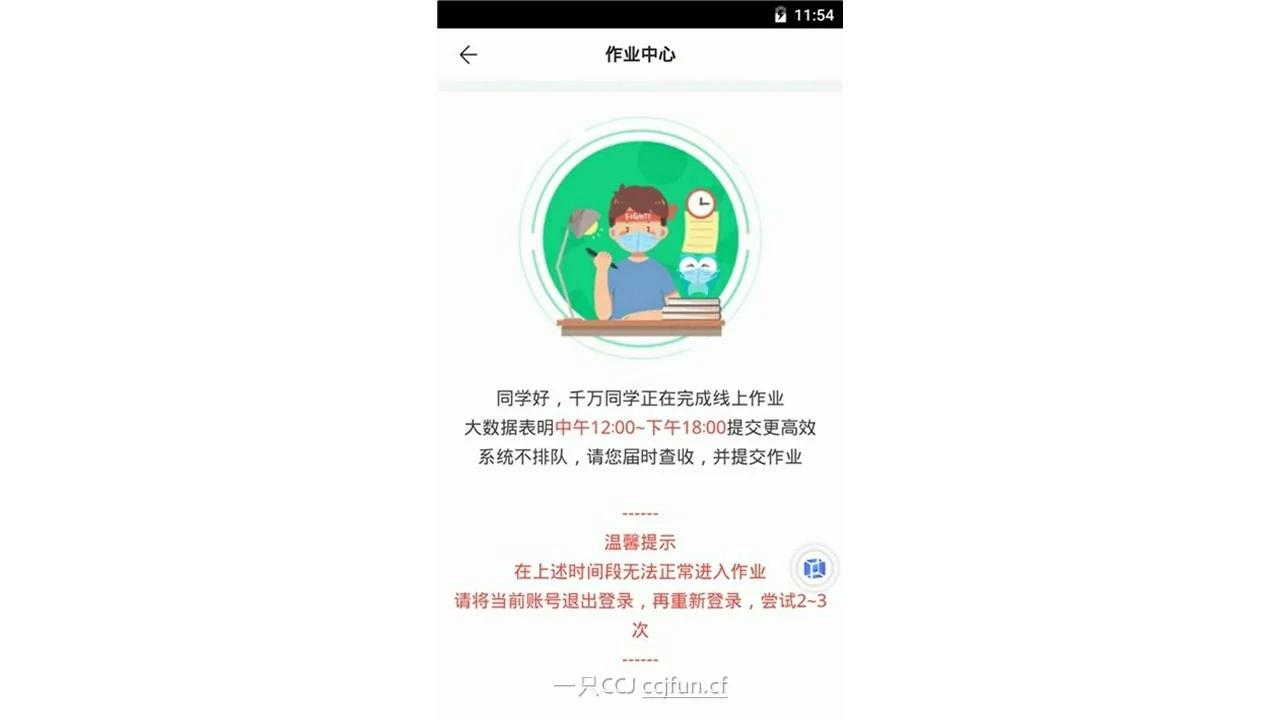 11:54
作业中心
FIGHT!
同学好，千万同学正在完成线上作业
大数据表明中午12:00~下午18:00提交更高效
系统不排队，请您届时查收，并提交作业
------
温馨提示
在上述时间段无法正常进入作业
请将当前账号退出登录，再重新登录，尝试2~3
次
------
一只CCJ ccjfun.cf